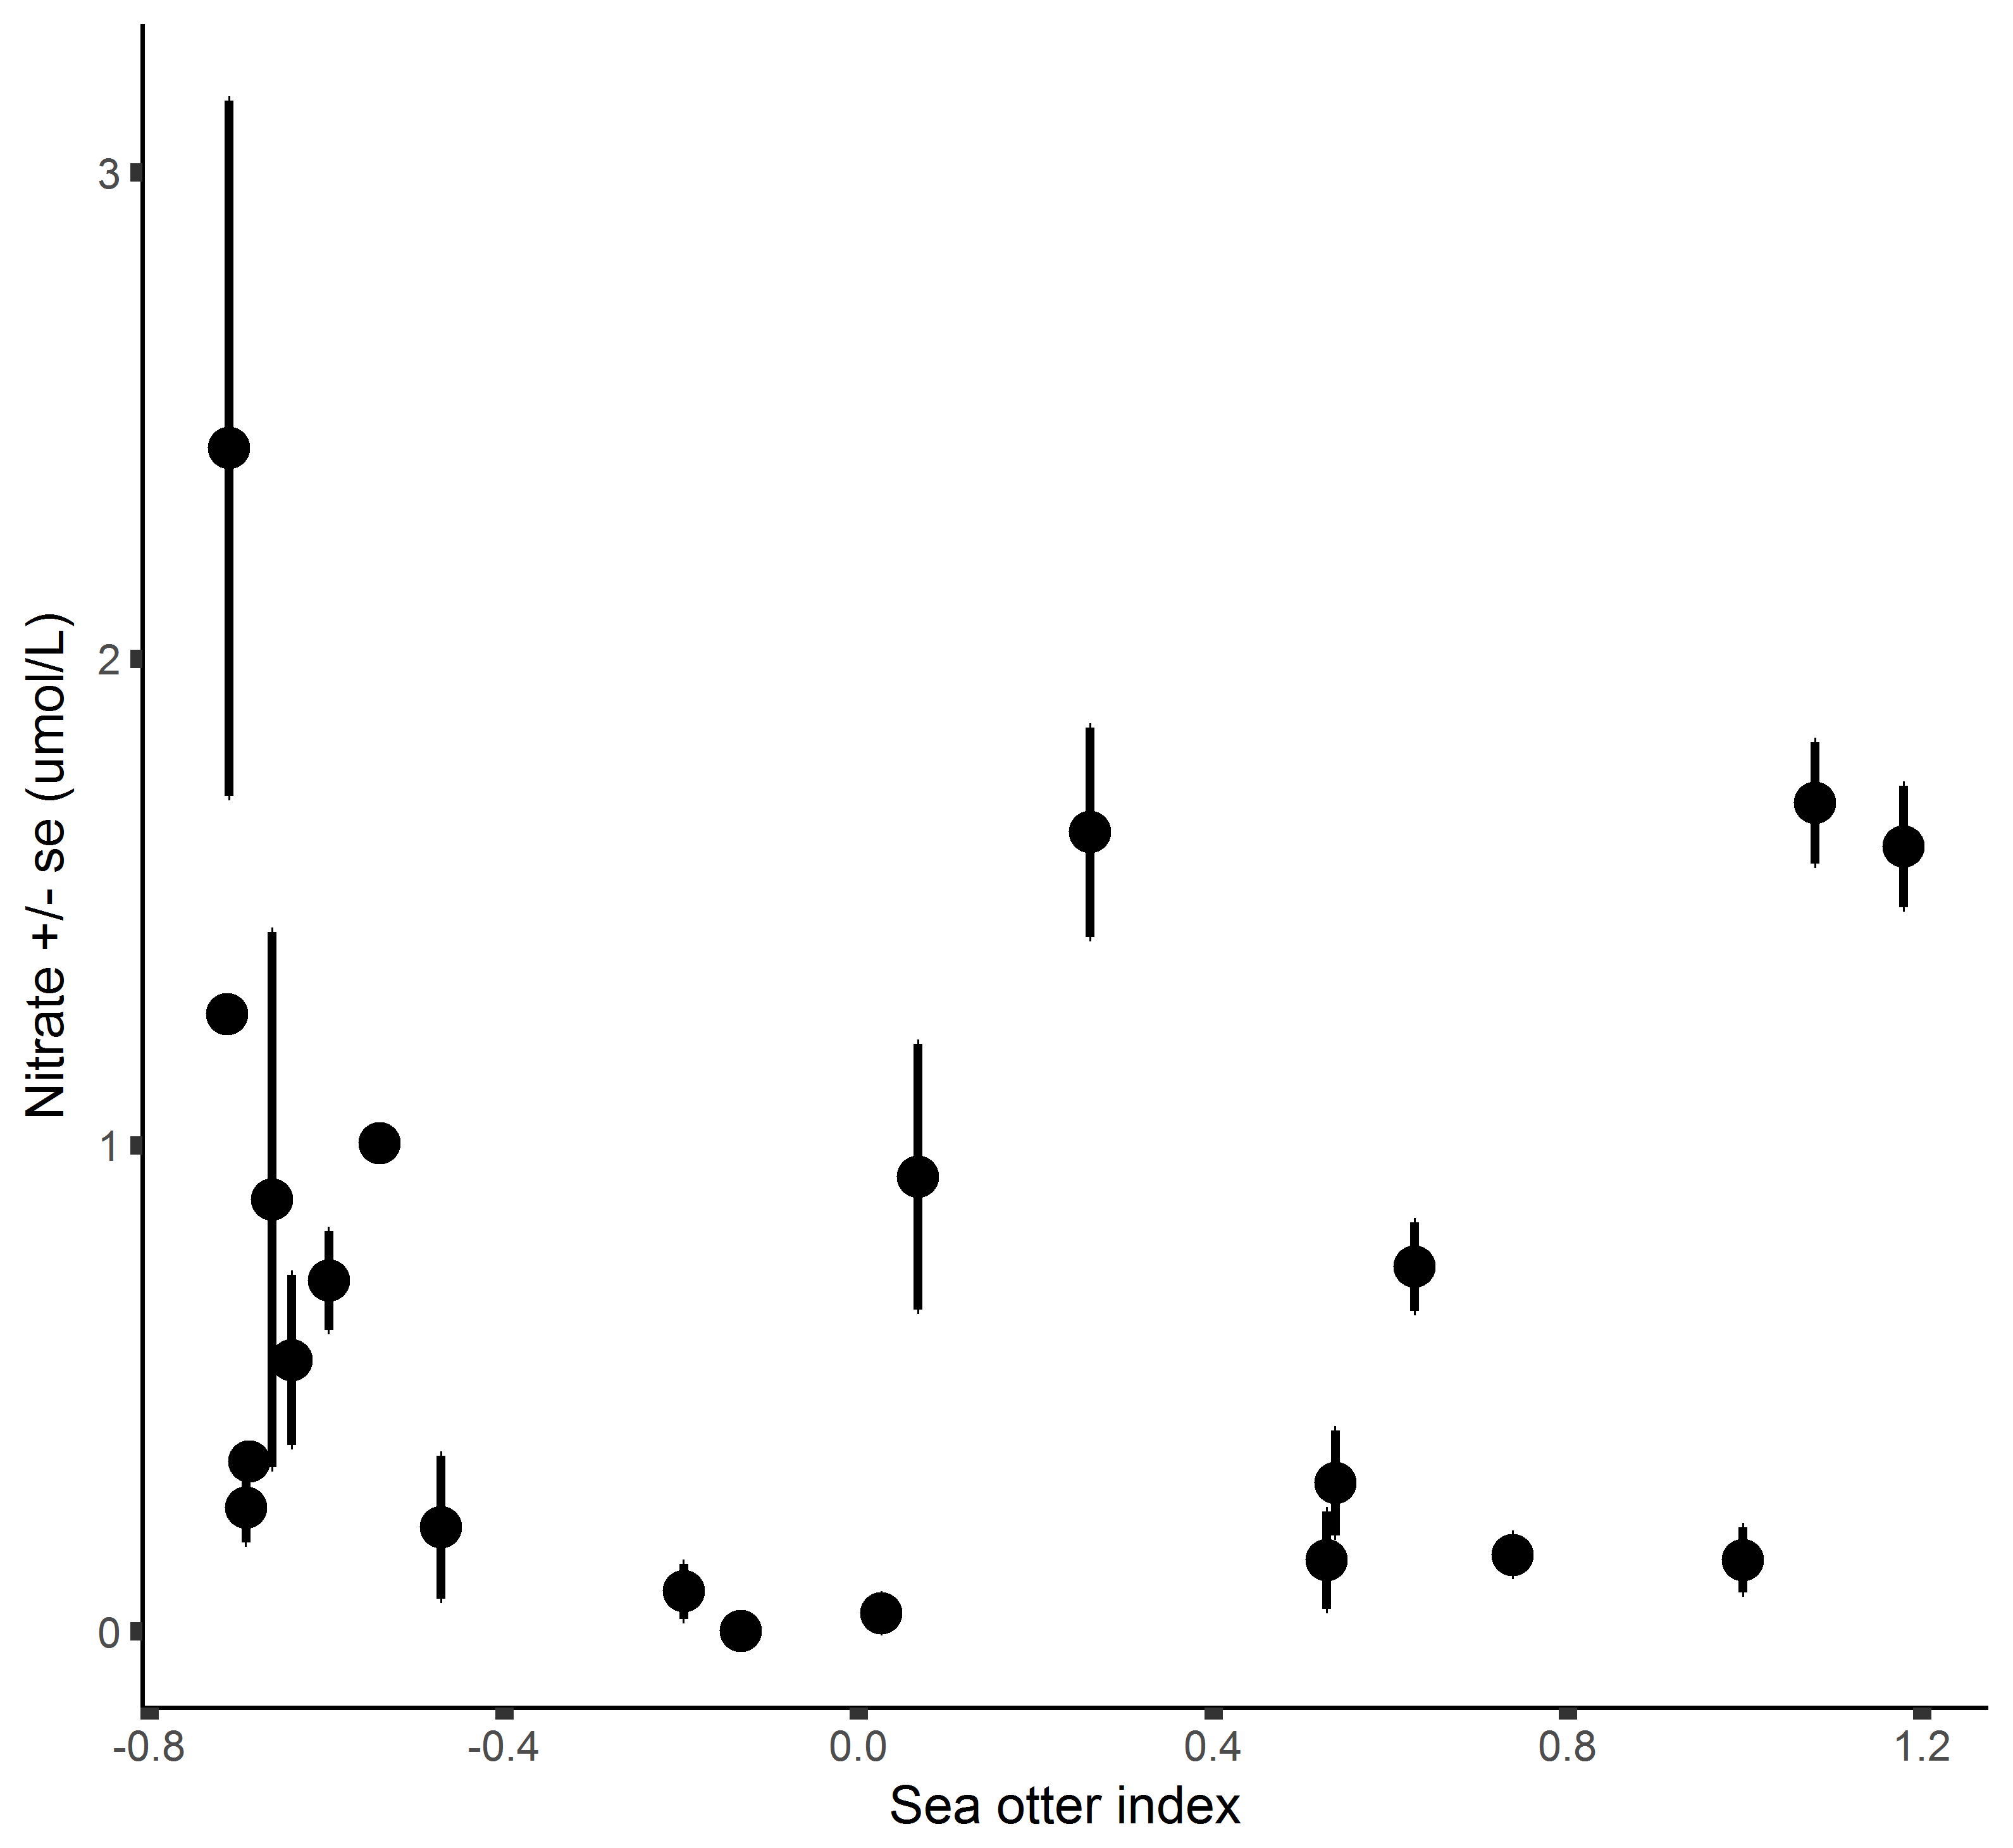 3
2
1
0
Nitrate +/- se (umol/L)
-0.8 -0.4 0.0 0.4 0.8 1.2
Sea otter index